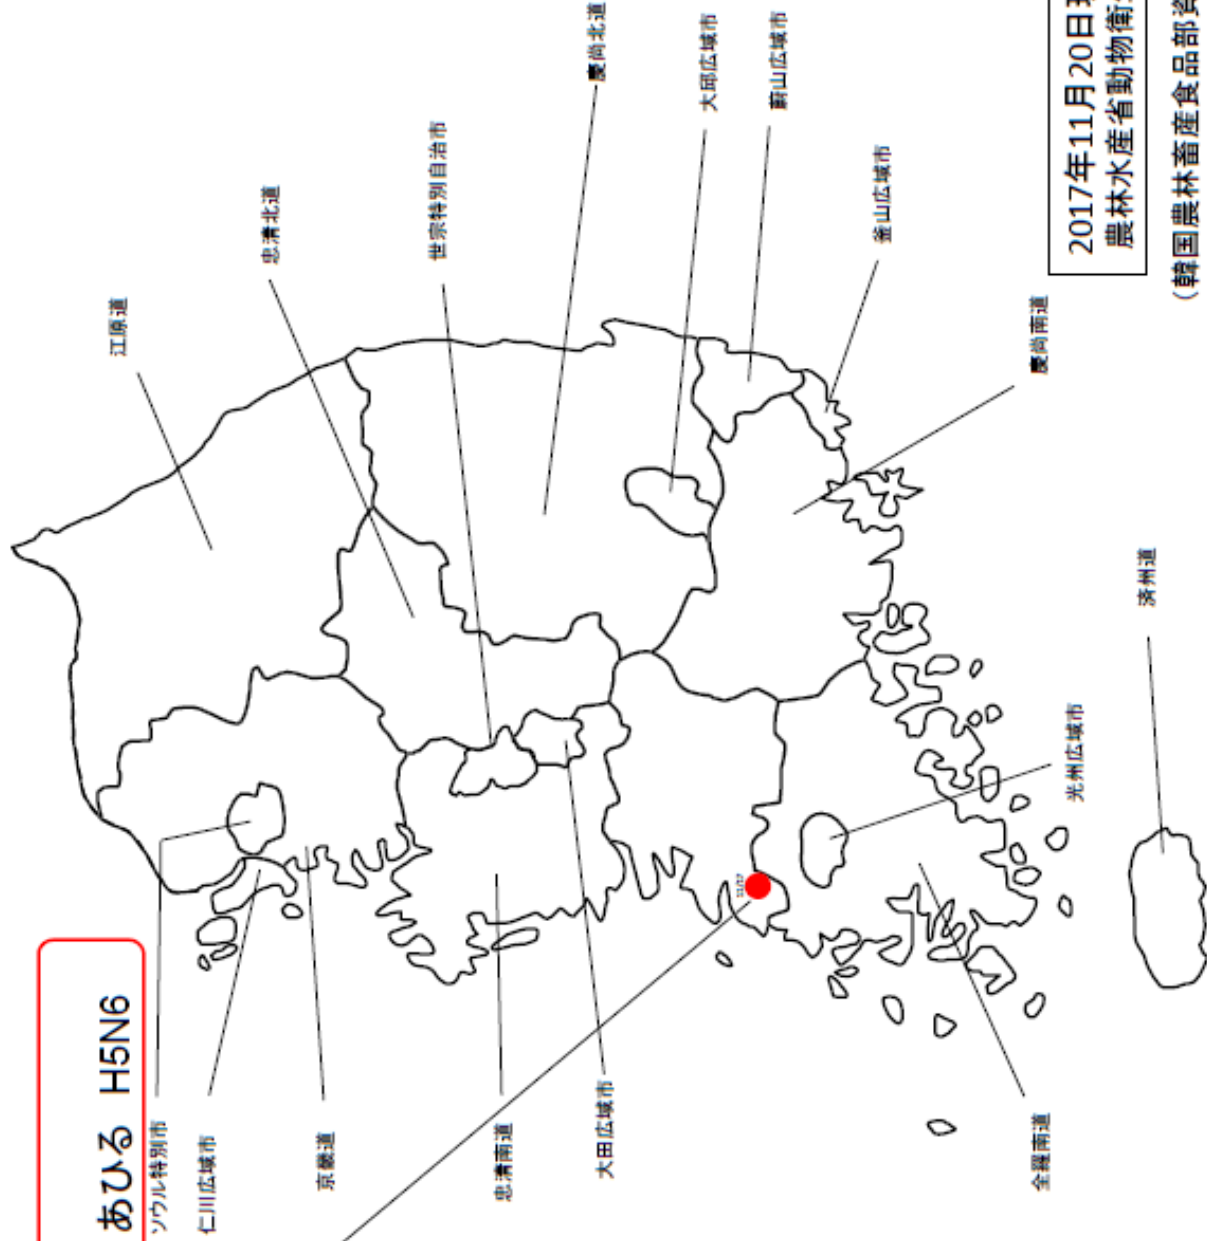 あひる H5N6
ソウル特別市
仁川広域市
京畿道
忠清南道
大田広域市
全羅南道
江原道
忠清北道
世宗特別自治市
慶尚北道
大邱広域市
蔚山広域市
釜山広域市
慶尚南道
光州広域市
済州道
11/17
2017年11月20日現
農林水産省動物衛
(韓国農林畜産食品部資